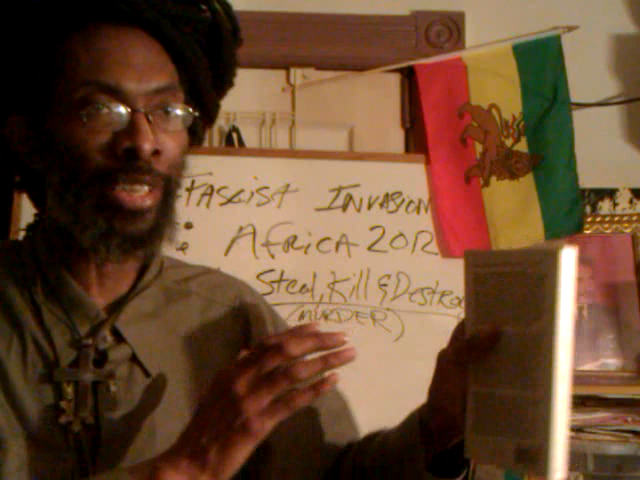 FASCIST INVASION
AFRICA 2012
Steal, Kill & Destroy
(MURDER)